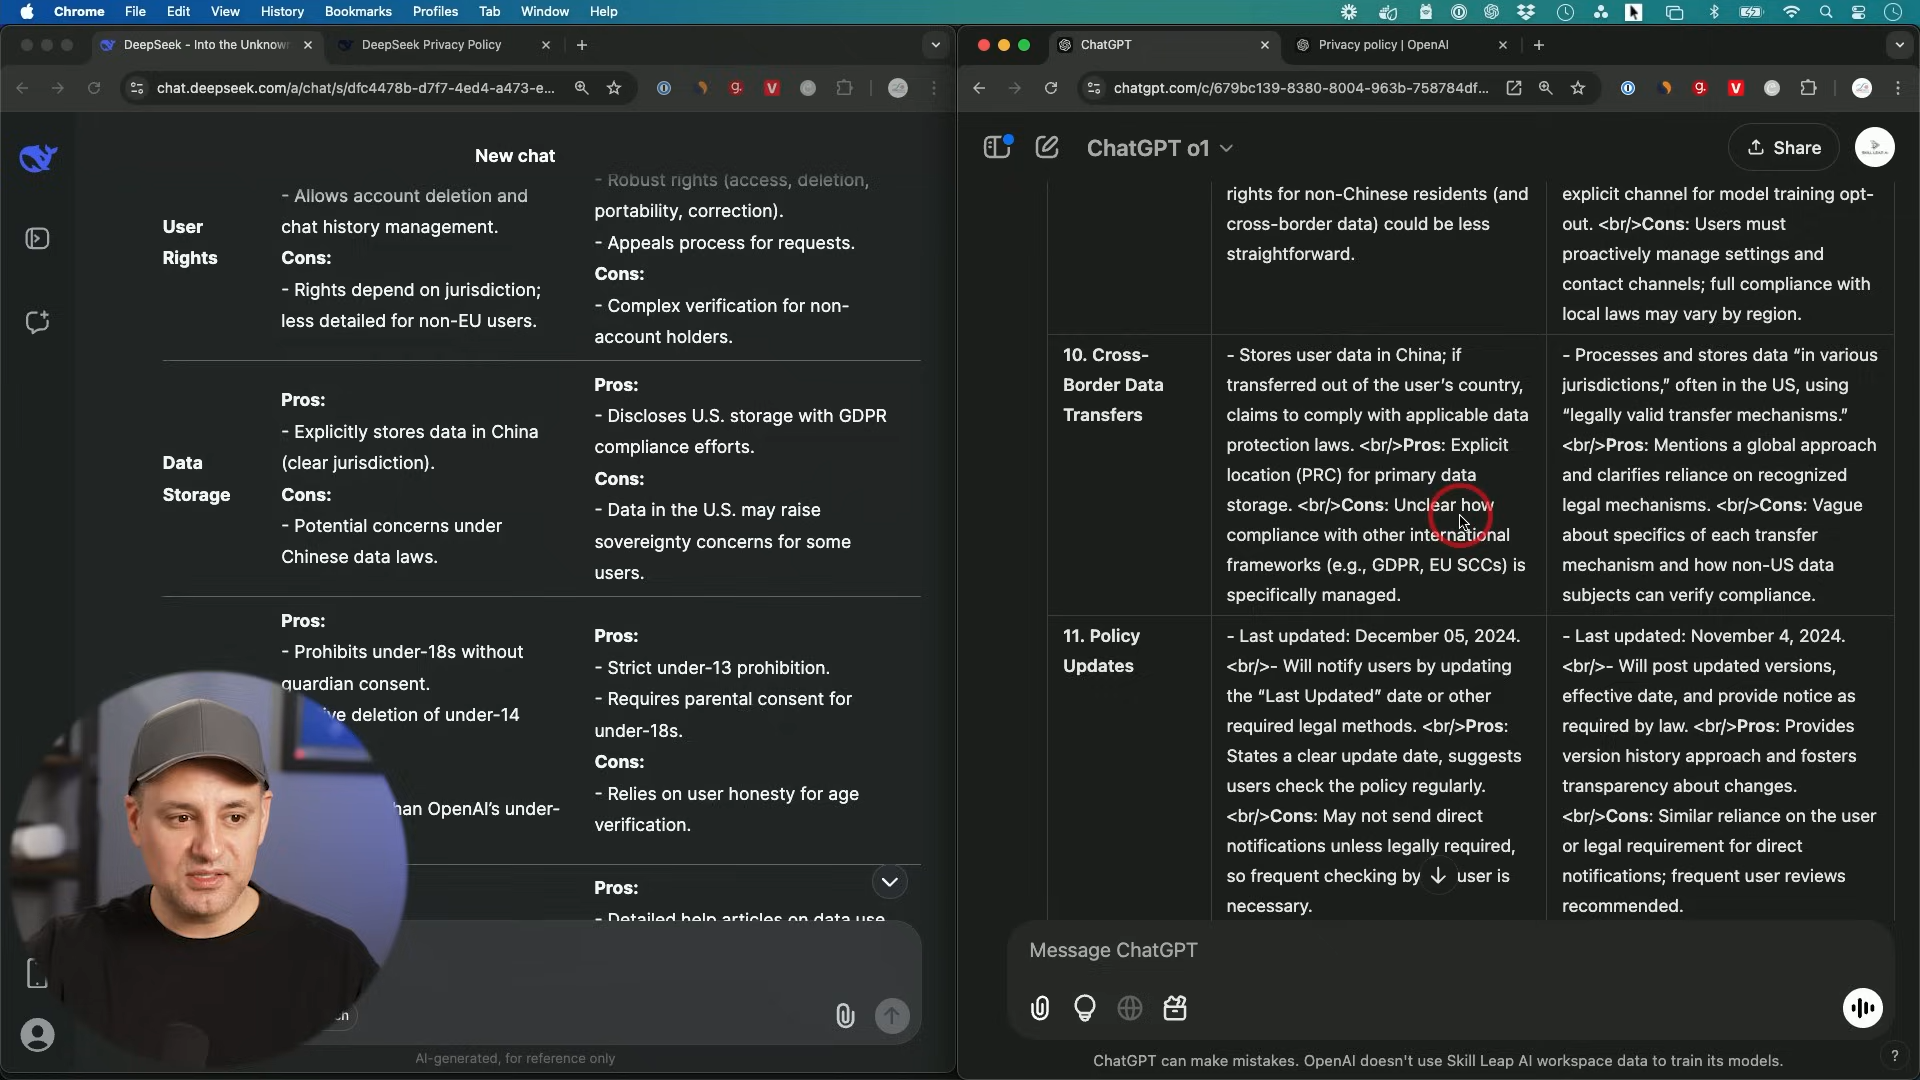 Chrome File Edit View History Bookmarks Profiles Tab Window Help
DeepSeek - Into the Unknown
DeepSeek Privacy Policy
chat.deepseek.com/a/chat/s/dfc4478b-d7f7-4ed4-a473-e...
New chat
User
Rights
- Allows account deletion and
chat history management.
Cons:
- Rights depend on jurisdiction;
less detailed for non-EU users.
- Robust rights (access, deletion,
portability, correction).
- Appeals process for requests.
Cons:
- Complex verification for non-
account holders.
Data
Storage
Pros:
- Explicitly stores data in China
(clear jurisdiction).
Cons:
- Potential concerns under
Chinese data laws.
Pros:
- Discloses U.S. storage with GDPR
compliance efforts.
Cons:
- Data in the U.S. may raise
sovereignty concerns for some
users.
Pros:
- Prohibits under-18s without
guardian consent.
deletion of under-14
than OpenAI's under-
Pros:
- Strict under-13 prohibition.
- Requires parental consent for
under-18s.
Cons:
- Relies on user honesty for age
verification.
Pros:
- Detailed help articles on data use
AI-generated, for reference only
ChatGPT
Privacy policy | OpenAI
chatgpt.com/c/679bc139-8380-8004-963b-758784df...
ChatGPT o1
Share
rights for non-Chinese residents (and
cross-border data) could be less
straightforward.
explicit channel for model training opt-
out. <br/>Cons: Users must
proactively manage settings and
contact channels; full compliance with
local laws may vary by region.
10. Cross-
Border Data
Transfers
- Stores user data in China; if
transferred out of the user's country,
claims to comply with applicable data
protection laws. <br/>Pros: Explicit
location (PRC) for primary data
storage. <br/>Cons: Unclear how
compliance with other international
frameworks (e.g., GDPR, EU SCCs) is
specifically managed.
- Processes and stores data “in various
jurisdictions,” often in the US, using
“legally valid transfer mechanisms.”
<br/>Pros: Mentions a global approach
and clarifies reliance on recognized
legal mechanisms. <br/>Cons: Vague
about specifics of each transfer
mechanism and how non-US data
subjects can verify compliance.
11. Policy
Updates
- Last updated: December 05, 2024.
<br/>- Will notify users by updating
the “Last Updated” date or other
required legal methods. <br/>Pros:
States a clear update date, suggests
users check the policy regularly.
<br/>Cons: May not send direct
notifications unless legally required,
so frequent checking by user is
necessary.
- Last updated: November 4, 2024.
<br/>- Will post updated versions,
effective date, and provide notice as
required by law. <br/>Pros: Provides
version history approach and fosters
transparency about changes.
<br/>Cons: Similar reliance on the user
or legal requirement for direct
notifications; frequent user reviews
recommended.
Message ChatGPT
ChatGPT can make mistakes. OpenAI doesn't use Skill Leap AI workspace data to train its models.
?